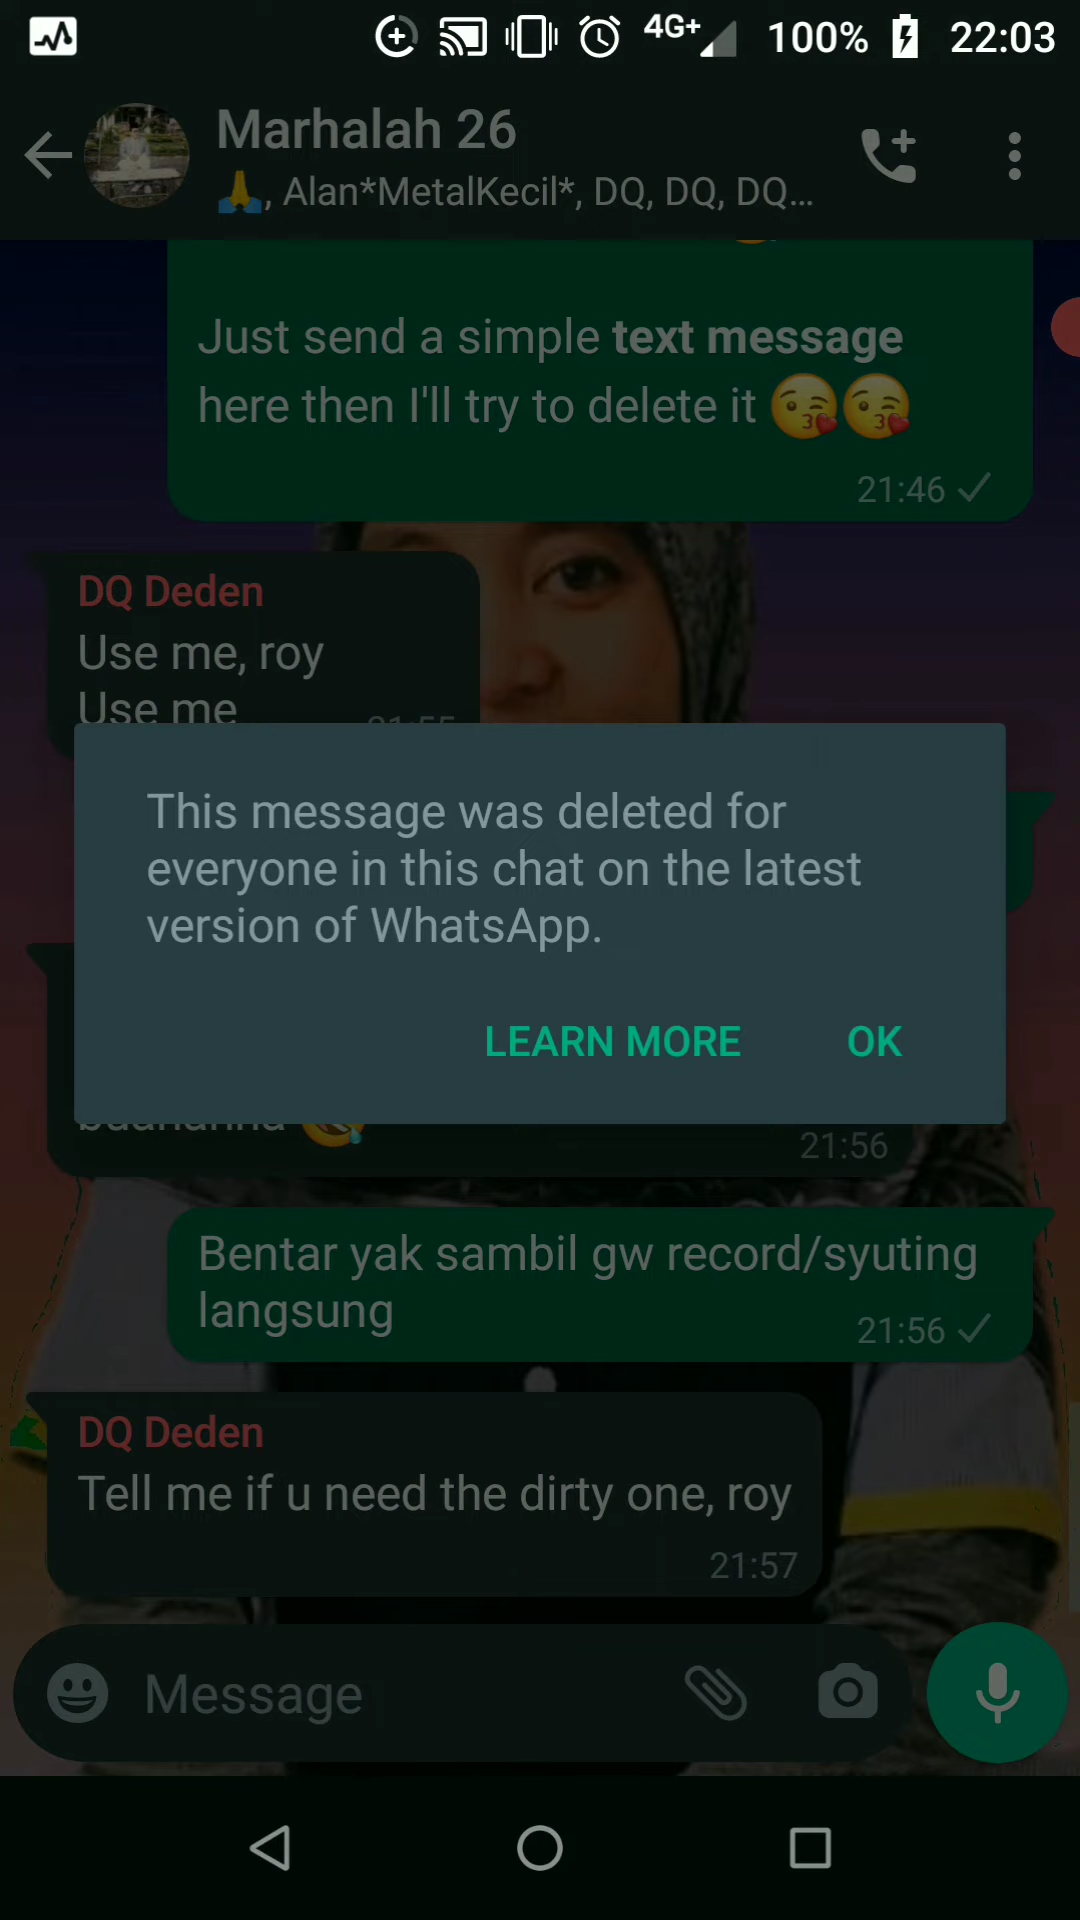 4G+ 100% 22:03
Marhalah 26
🙏, Alan*MetalKecil*, DQ, DQ, DQ...
Just send a simple text message
here then I'll try to delete it 😘😘
21:46
DQ Deden
Use me, roy
Use me
21:55
This message was deleted for
everyone in this chat on the latest
version of WhatsApp.
LEARN MORE OK
21:56
Bentar yak sambil gw record/syuting
langsung
21:56
DQ Deden
Tell me if u need the dirty one, roy
21:57
Message